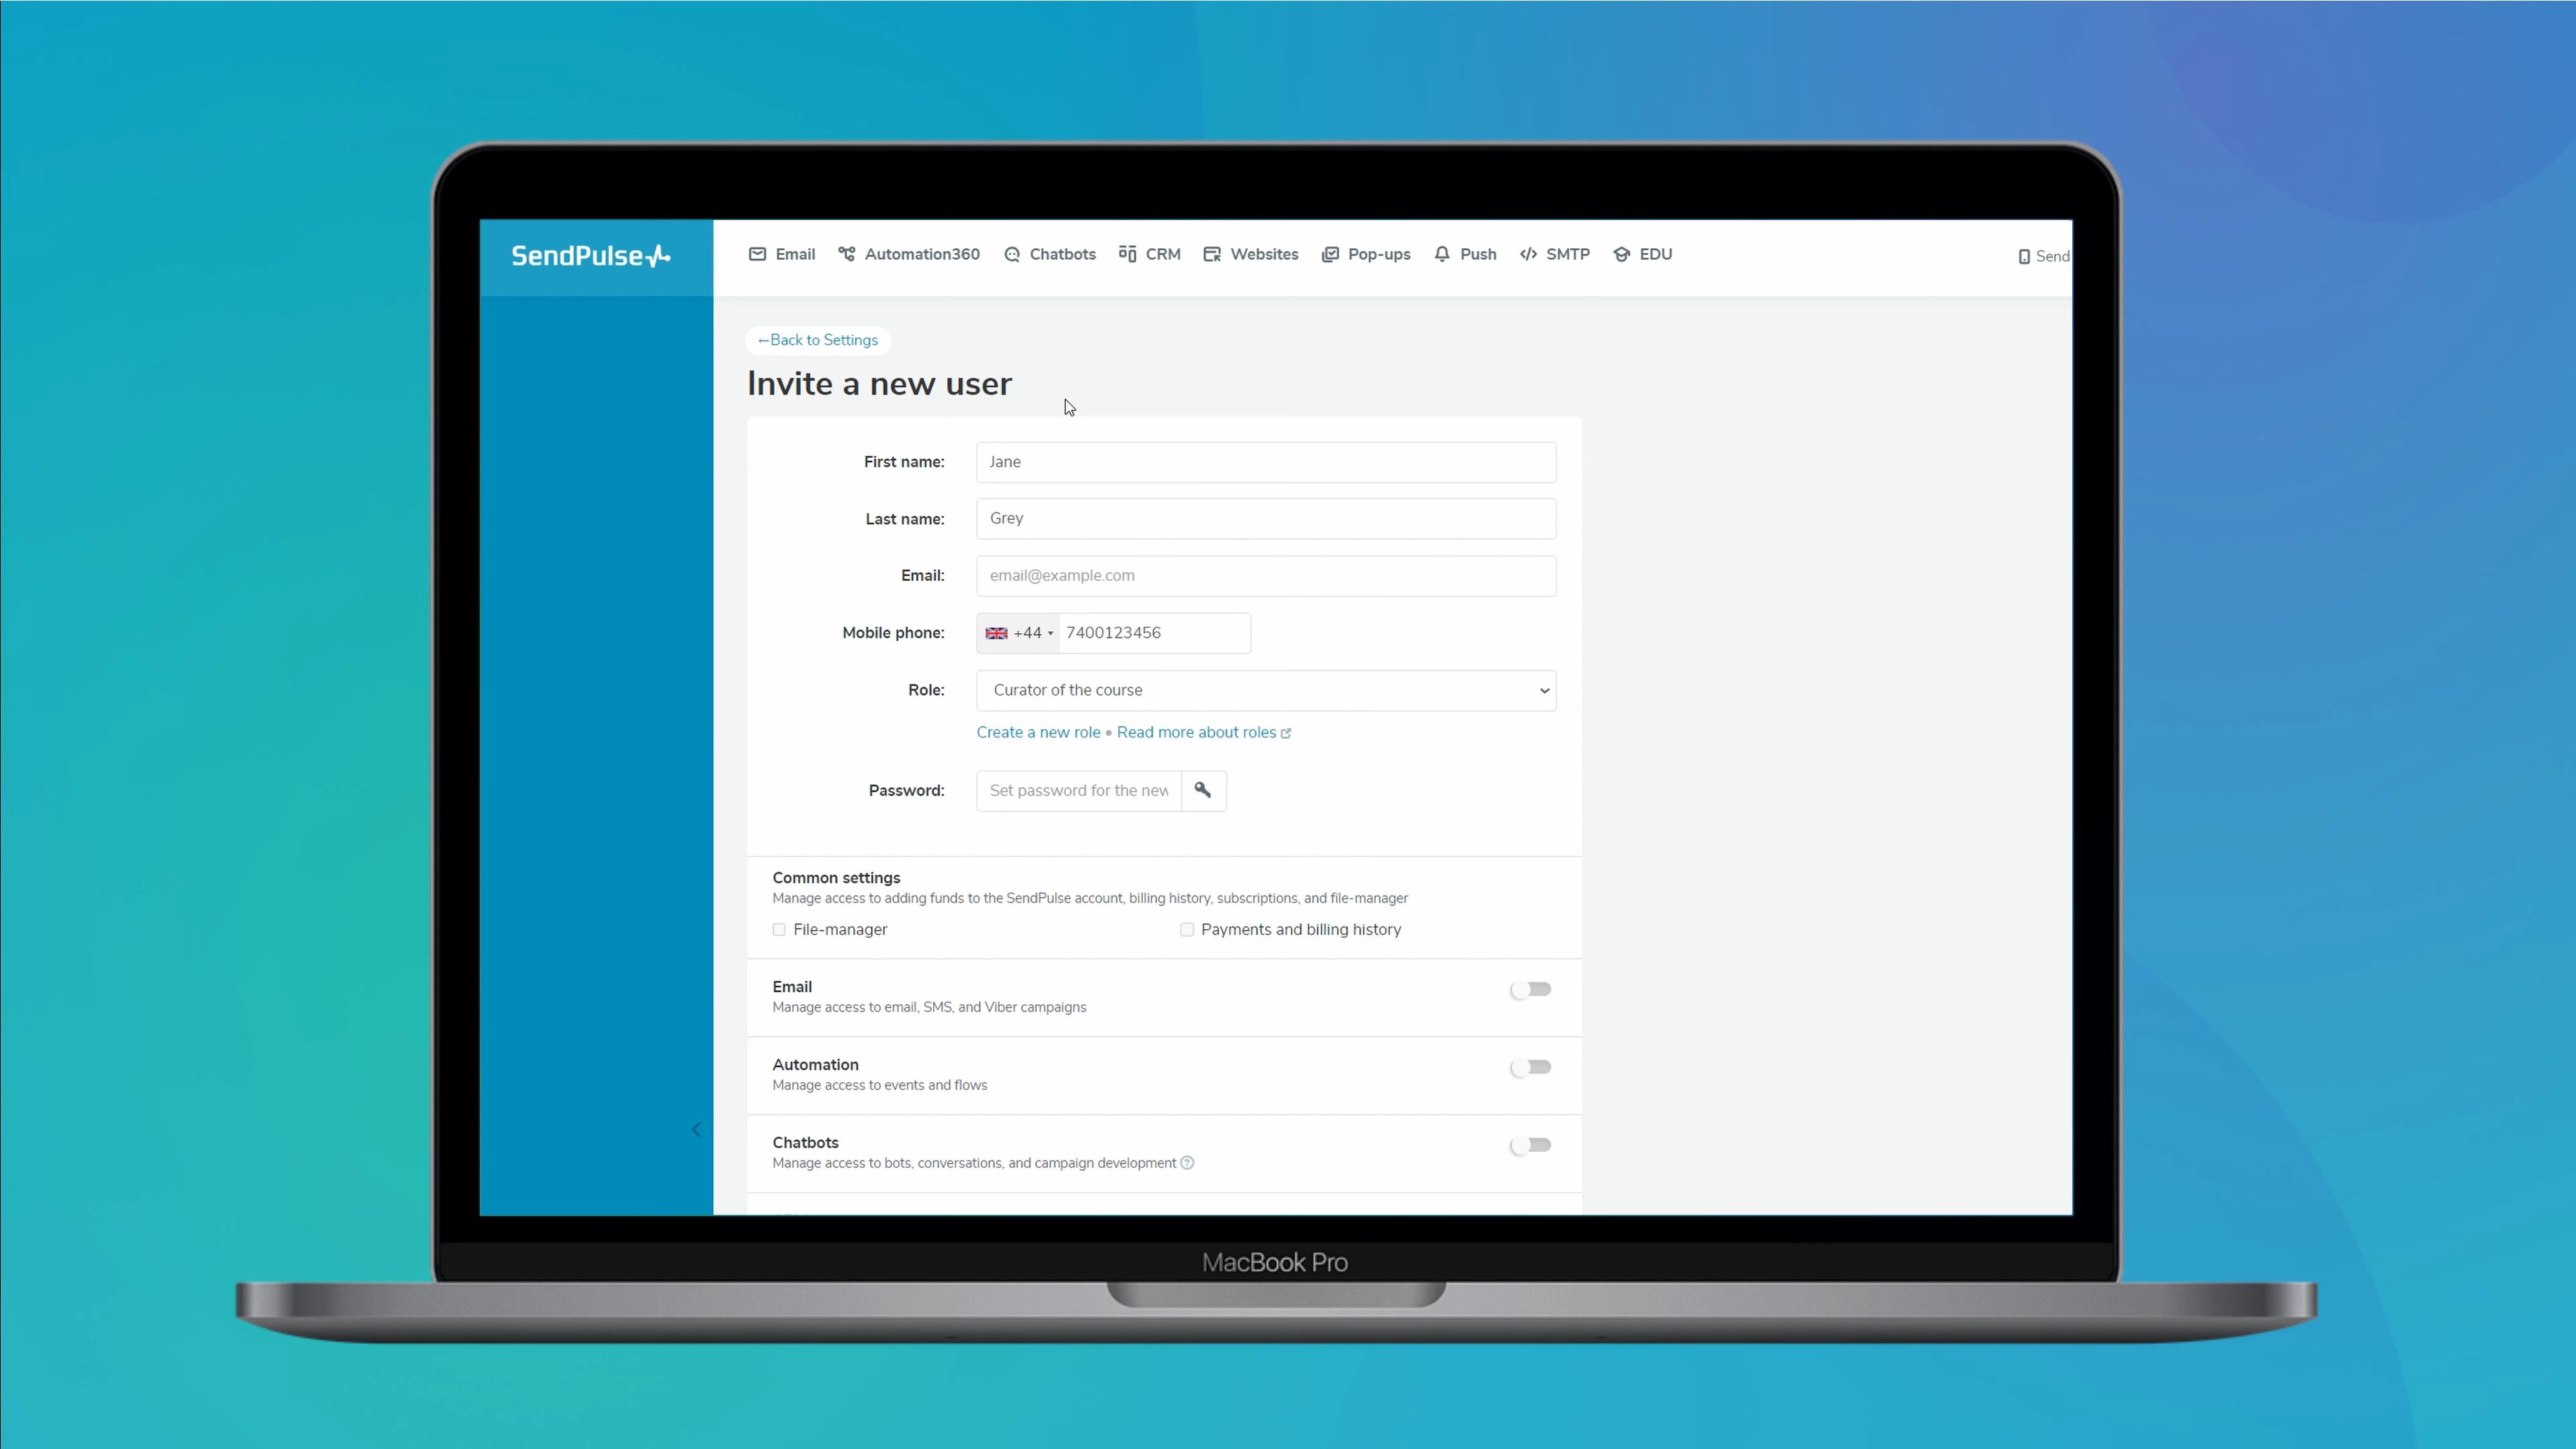 SendPulse
Email Automation360 Chatbots CRM Websites Pop-ups Push SMTP EDU Send
←Back to Settings
Invite a new user
First name: Jane
Last name: Grey
Email: email@example.com
Mobile phone: +44 7400123456
Role: Curator of the course
Create a new role • Read more about roles
Password: Set password for the new
Common settings
Manage access to adding funds to the SendPulse account, billing history, subscriptions, and file-manager
File-manager Payments and billing history
Email
Manage access to email, SMS, and Viber campaigns
Automation
Manage access to events and flows
Chatbots
Manage access to bots, conversations, and campaign development ?
MacBook Pro